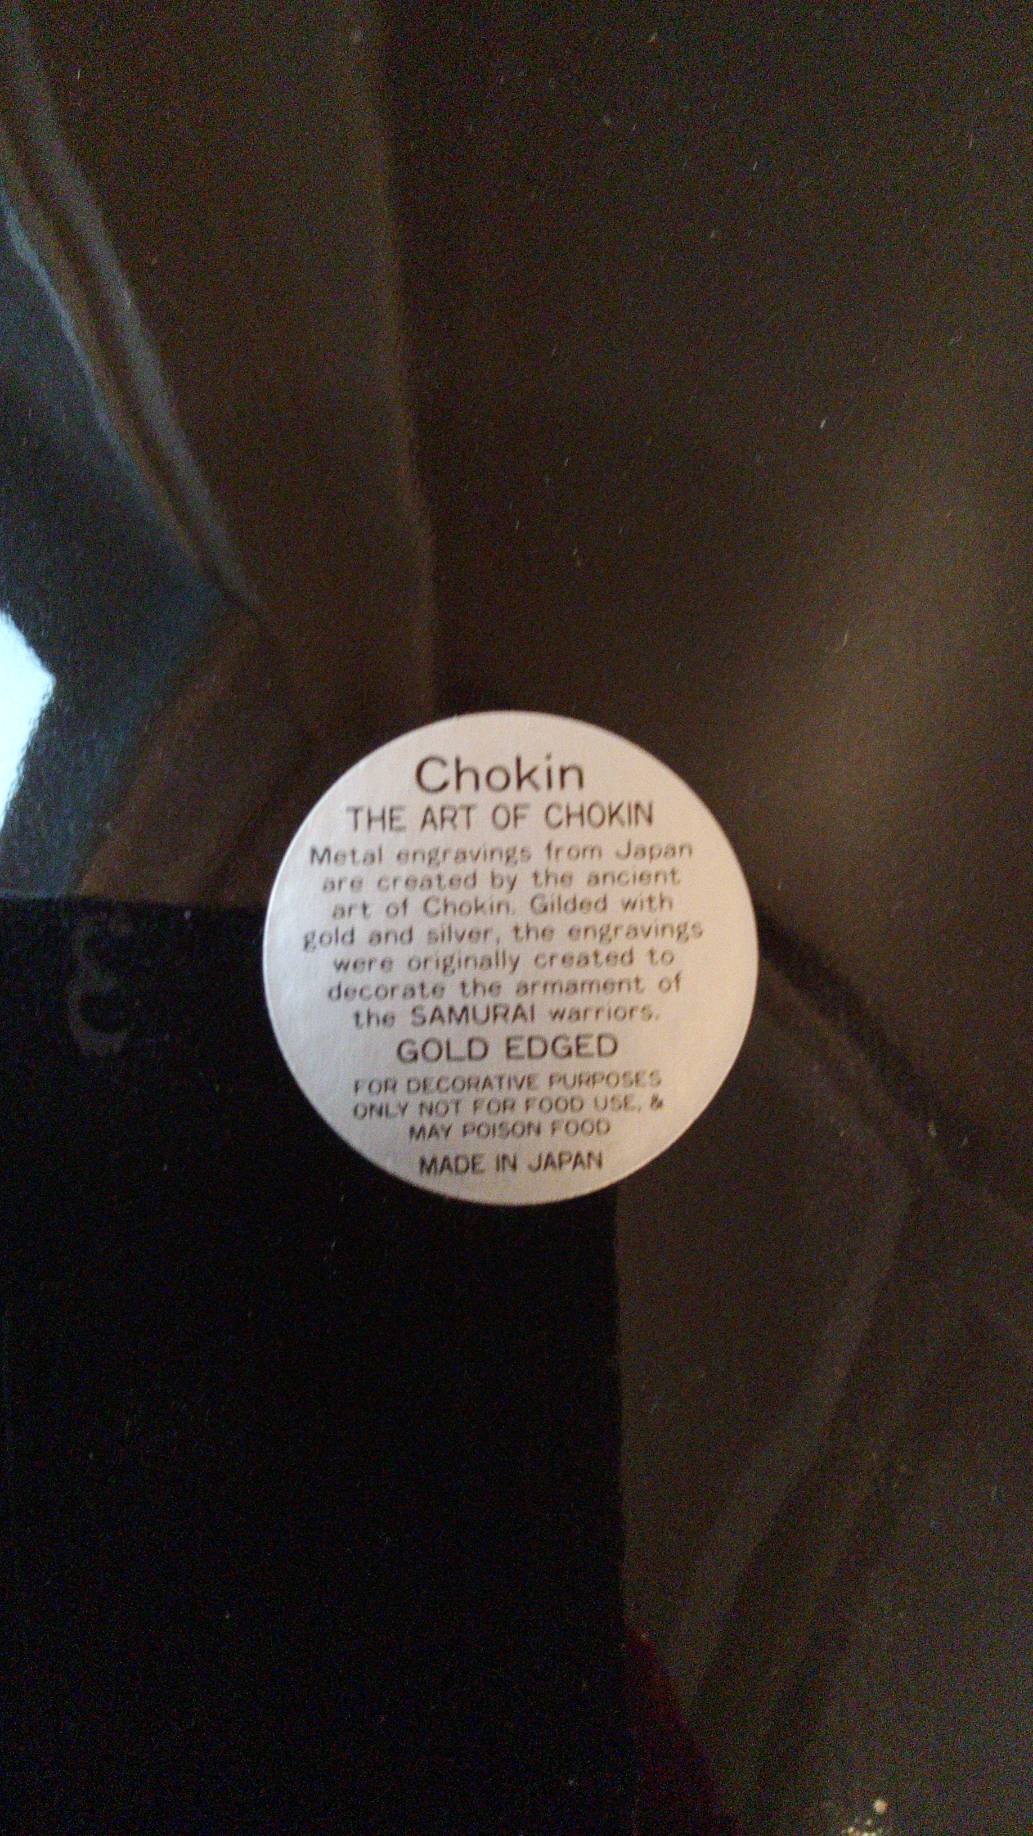 Chokin
THE ART OF CHOKIN
Metal engravings from Japan
are created by the ancient
art of Chokin. Gilded with
gold and silver, the engravings
were originally created to
decorate the armament of
the SAMURAI warriors.
GOLD EDGED
FOR DECORATIVE PURPOSES
ONLY NOT FOR FOOD USE, &
MAY POISON FOOD
MADE IN JAPAN